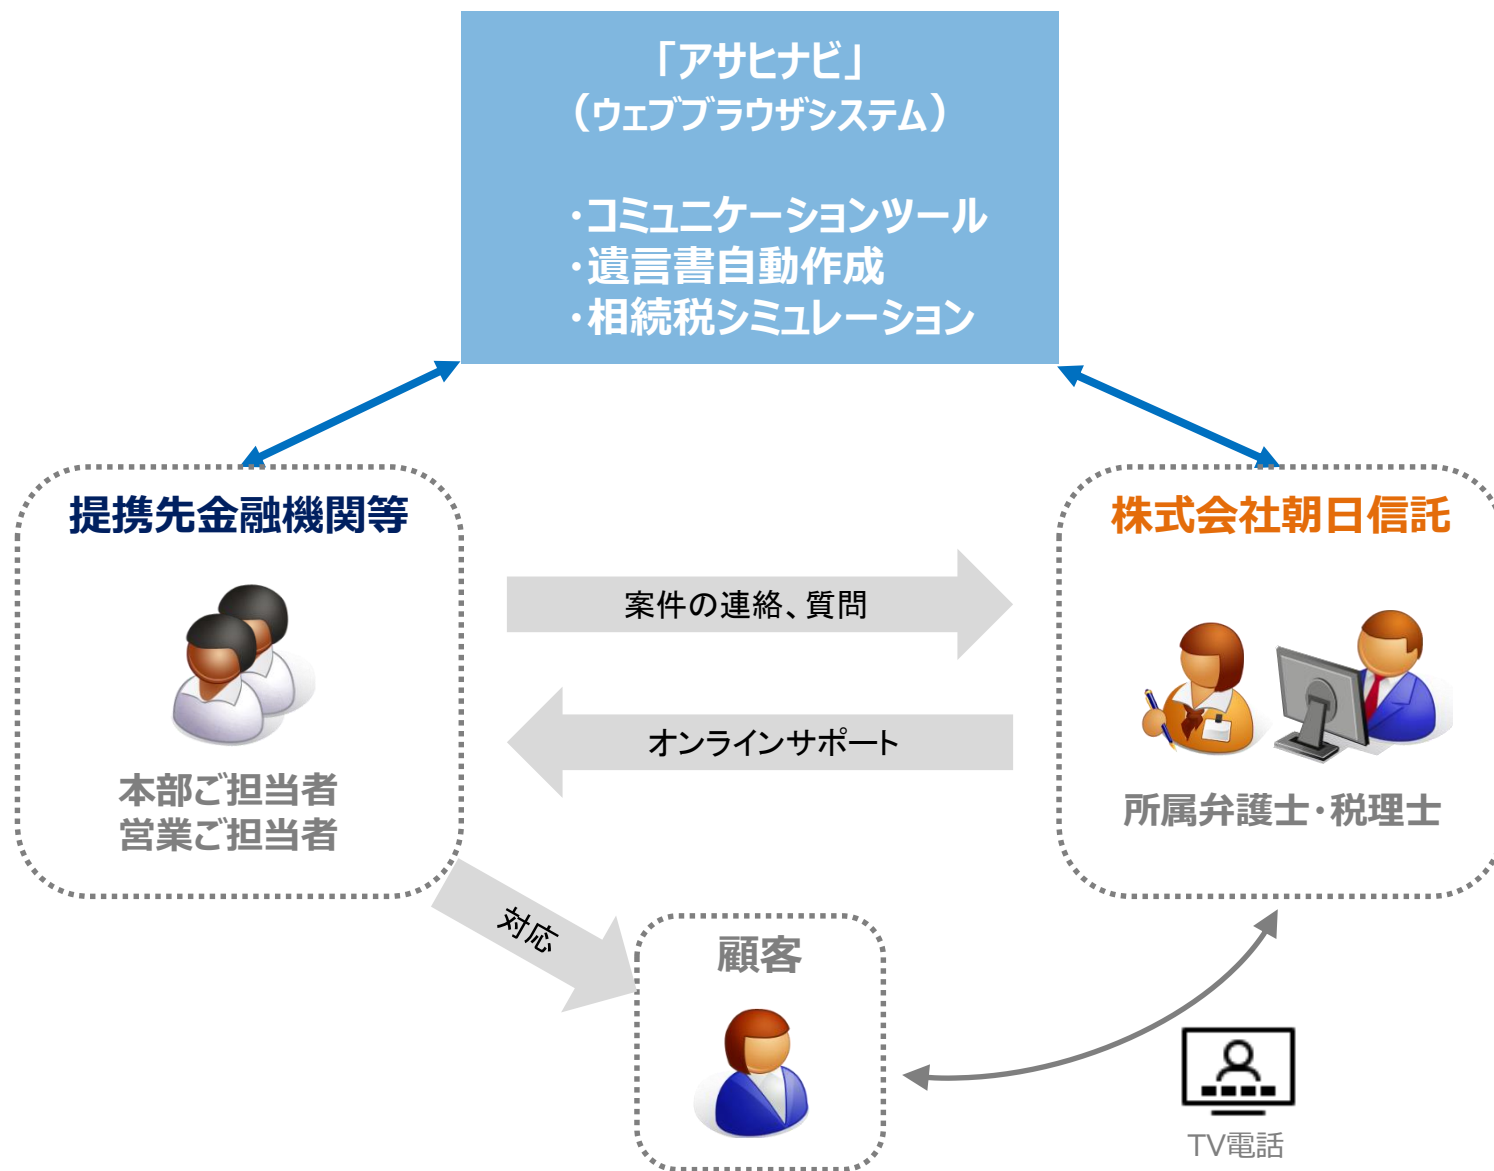 「アサヒナビ」
（ウェブブラウザシステム）
・コミュニケーションツール
・遺言書自動作成
・相続税シミュレーション
提携先金融機関等
株式会社朝日信託
案件の連絡、質問
オンラインサポート
本部ご担当者
営業ご担当者
所属弁護士・税理士
対応
顧客
TV電話